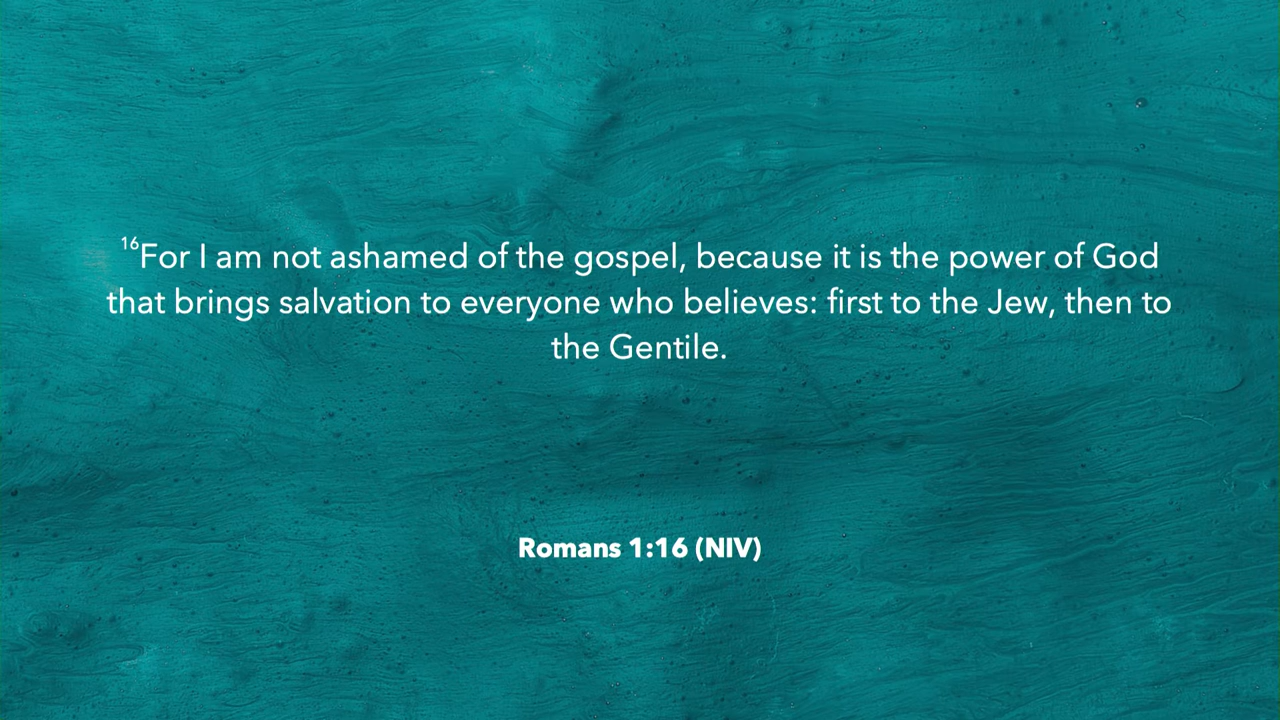 16For I am not ashamed of the gospel, because it is the power of God
that brings salvation to everyone who believes: first to the Jew, then to
the Gentile.
Romans 1:16 (NIV)